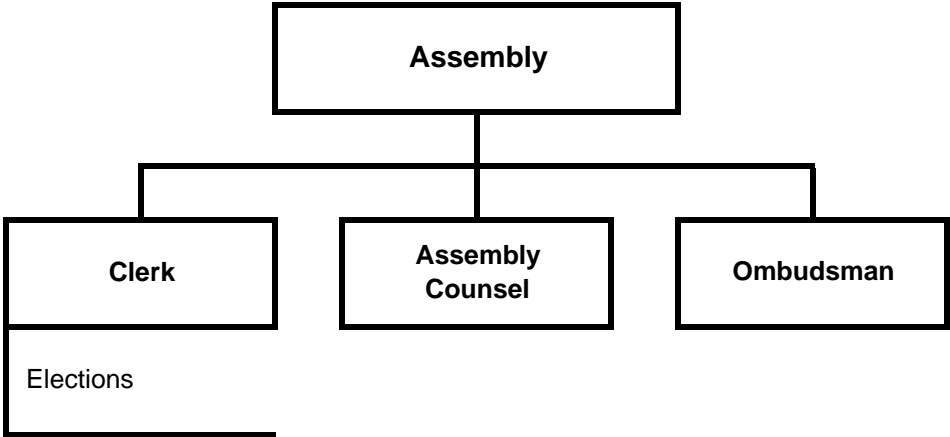 Assembly
Clerk
Assembly
Counsel
Ombudsman
Elections